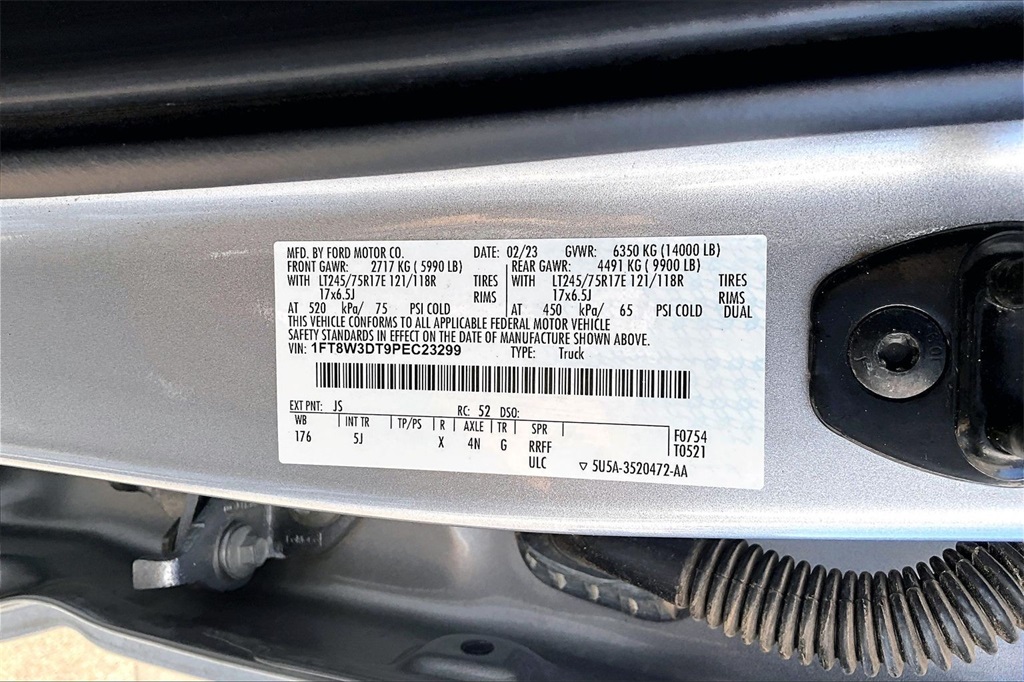 MFD. BY FORD MOTOR CO. DATE: 02/23 GVWR: 6350 KG (14000 LB)
FRONT GAWR: 2717 KG ( 5990 LB) REAR GAWR: 4491 KG ( 9900 LB)
WITH LT245/75R17E 121/118R TIRES WITH LT245/75R17E 121/118R TIRES
17x6.5J RIMS 17x6.5J RIMS
AT 520 kPa/ 75 PSI COLD AT 450 kPa/ 65 PSI COLD DUAL
THIS VEHICLE CONFORMS TO ALL APPLICABLE FEDERAL MOTOR VEHICLE
SAFETY STANDARDS IN EFFECT ON THE DATE OF MANUFACTURE SHOWN ABOVE.
VIN: 1FT8W3DT9PEC23299 TYPE: Truck
EXT PNT: JS RC: 52 DSO:
WB INT TR TP/PS R AXLE TR SPR F0754
176 5J X 4N G RRFF T0521
ULC ▽ 5U5A-3520472-AA